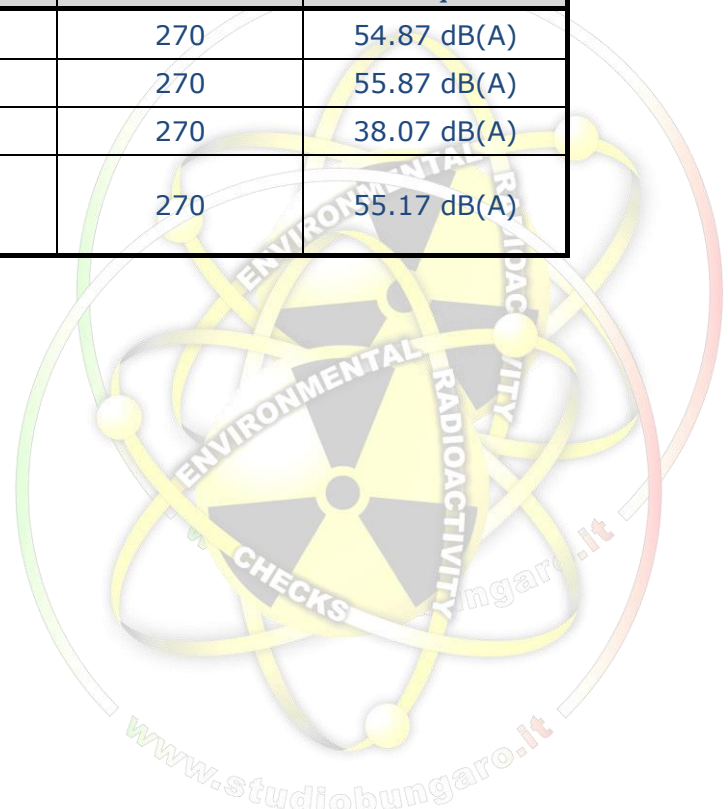 270 54.87 dB(A)
270 55.87 dB(A)
270 38.07 dB(A)
270 55.17 dB(A)
ENVIRONMENTAL RADIOACTIVITY
ENVIRONMENTAL RADIOACTIVITY
CHECKS
www.studiobungaro.it